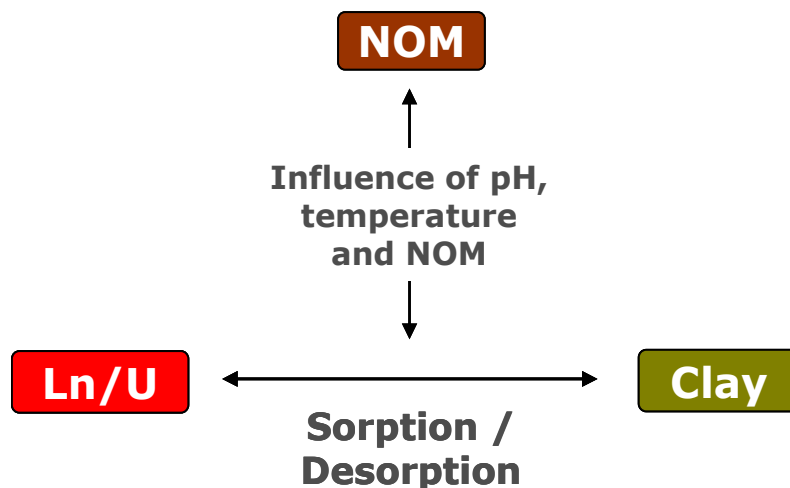 NOM
Influence of pH,
temperature
and NOM
Ln/U
Clay
Sorption /
Desorption